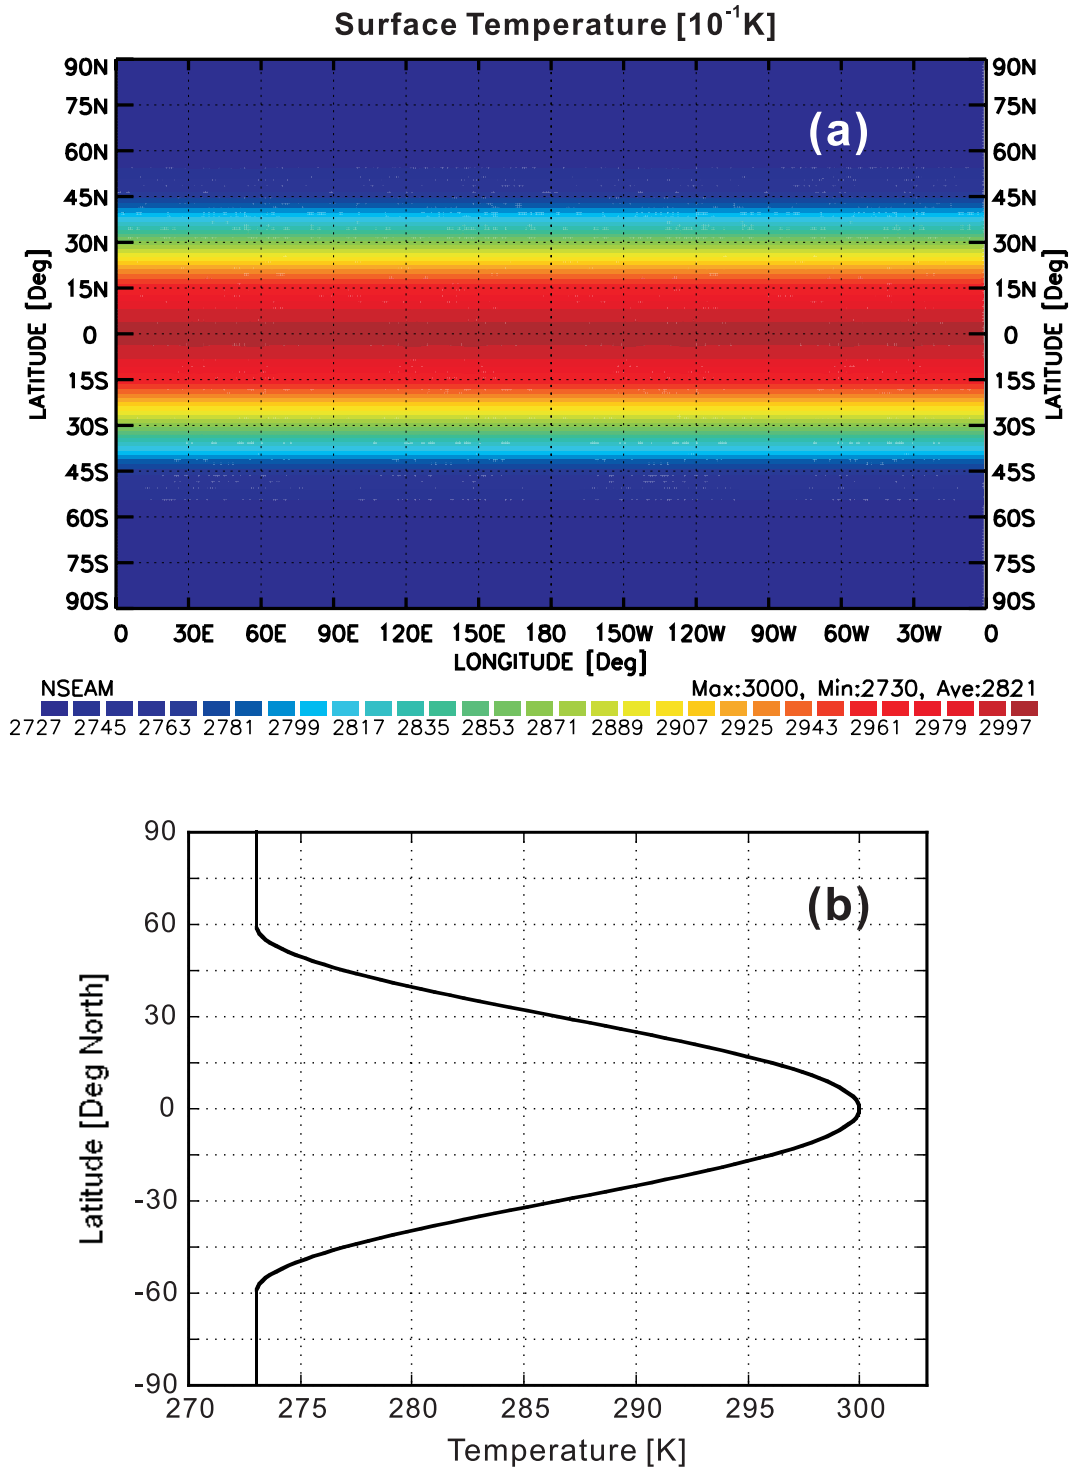 Surface Temperature [10⁻¹K]
90N 90N
(a)
75N 75N
60N 60N
45N 45N
30N 30N
15N 15N
0 0
15S 15S
30S 30S
45S 45S
60S 60S
75S 75S
90S 90S
LATITUDE [Deg]
LATITUDE [Deg]
0 30E 60E 90E 120E 150E 180 150W 120W 90W 60W 30W 0
LONGITUDE [Deg]
NSEAM Max:3000, Min:2730, Ave:2821
2727 2745 2763 2781 2799 2817 2835 2853 2871 2889 2907 2925 2943 2961 2979 2997
90
(b)
60
30
0
-30
-60
-90
Latitude [Deg North]
270 275 280 285 290 295 300
Temperature [K]